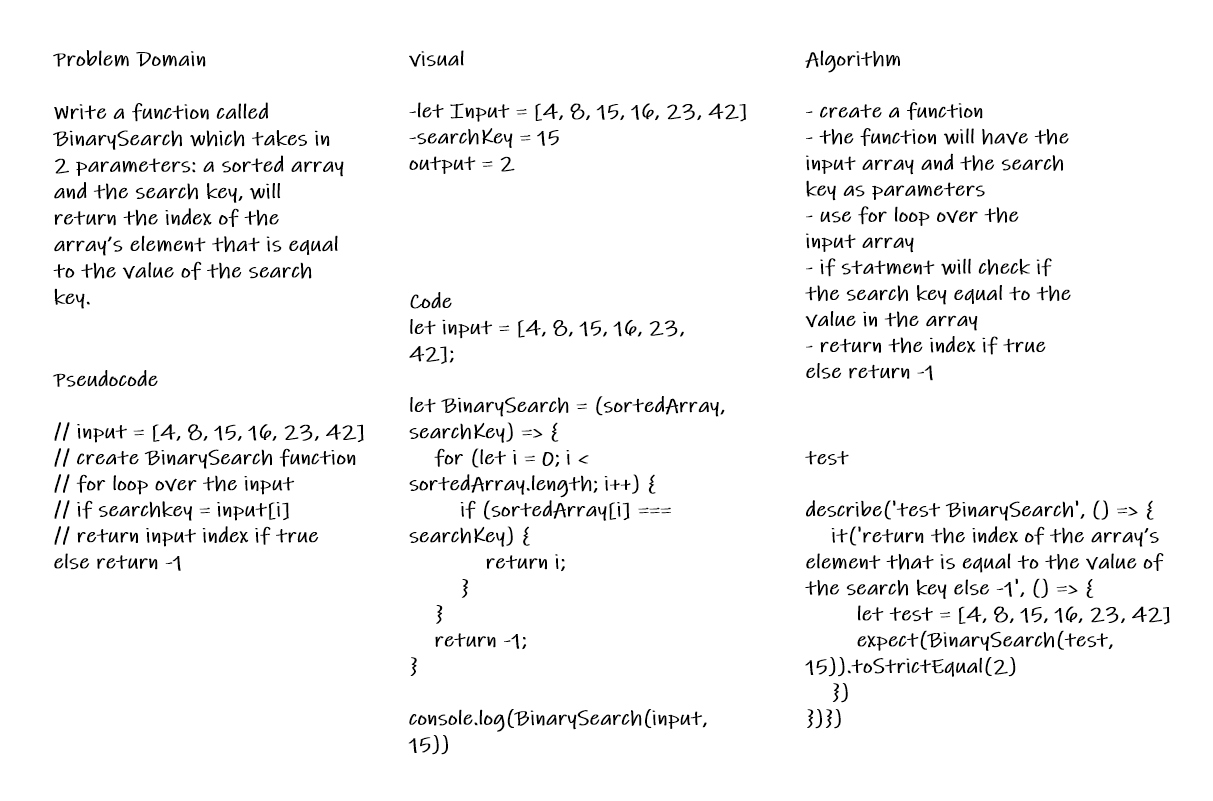 Problem Domain
Write a function called
BinarySearch which takes in
2 parameters: a sorted array
and the search key, will
return the index of the
array's element that is equal
to the value of the search
key.
Pseudocode
// input = [4, 8, 15, 16, 23, 42]
// create BinarySearch function
// for loop over the input
// if searchkey = input[i]
// return input index if true
else return -1
Visual
-let Input = [4, 8, 15, 16, 23, 42]
-searchKey = 15
output = 2
Code
let input = [4, 8, 15, 16, 23,
42];
let BinarySearch = (sortedArray,
searchKey) => {
for (let i = 0; i <
sortedArray.length; i++) {
if (sortedArray[i] ===
searchKey) {
return i;
}
}
return -1;
}
console.log(BinarySearch(input,
15))
Algorithm
- create a function
- the function will have the
input array and the search
key as parameters
- use for loop over the
input array
- if statment will check if
the search key equal to the
value in the array
- return the index if true
else return -1
test
describe('test BinarySearch', () => {
it('return the index of the array's
element that is equal to the value of
the search key else -1', () => {
let test = [4, 8, 15, 16, 23, 42]
expect(BinarySearch(test,
15)).toStrictEqual(2)
})
})})